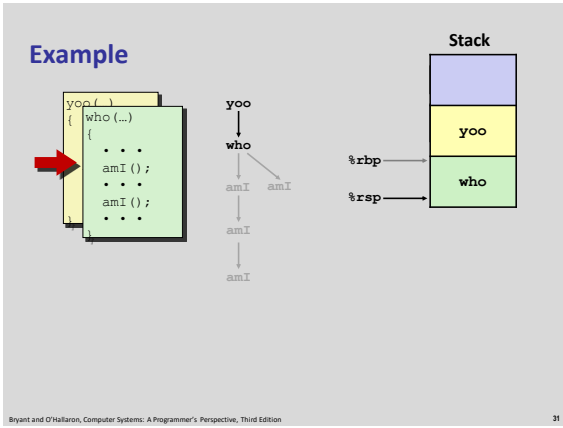 Example
Stack
yoo(…)
{
}
who(…)
{
• • •
amI();
• • •
amI();
• • •
}
yoo
who
amI amI
amI
amI
yoo
%rbp
who
%rsp
Bryant and O'Hallaron, Computer Systems: A Programmer's Perspective, Third Edition
31